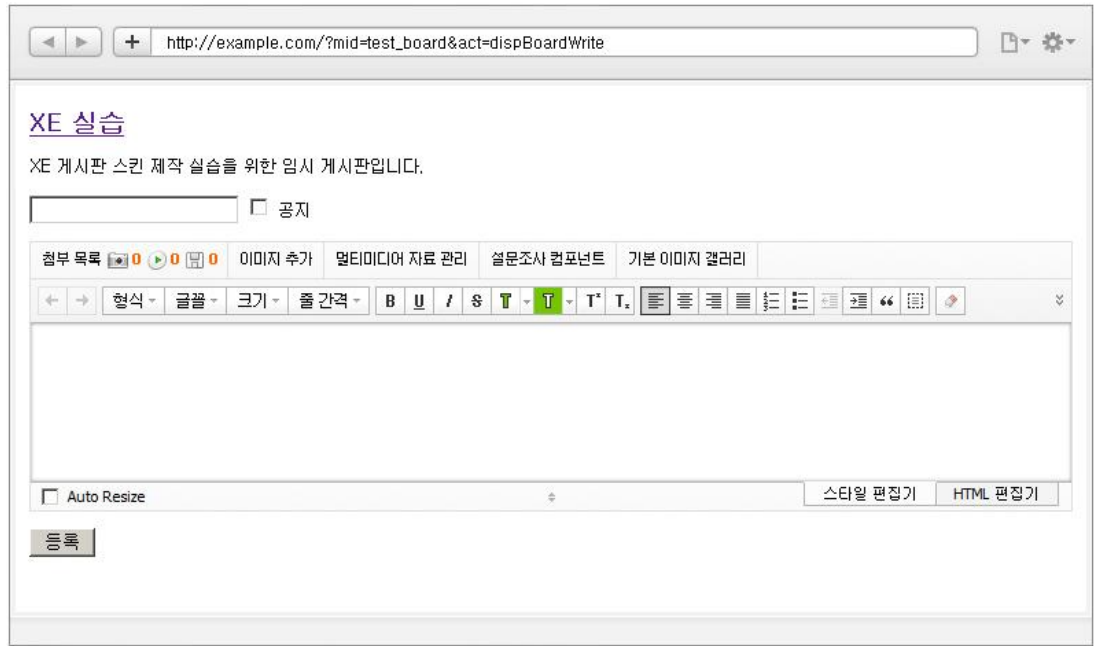 http://example.com/?mid=test_board&act=dispBoardWrite
XE 실습
XE 게시판 스킨 제작 실습을 위한 임시 게시판입니다.
공지
첨부 목록 0 0 0 이미지 추가 멀티미디어 자료 관리 설문조사 컴포넌트 기본 이미지 갤러리
형식 글꼴 크기 줄 간격 B U I S T T Tˣ Tₓ
Auto Resize 스타일 편집기 HTML 편집기
등록